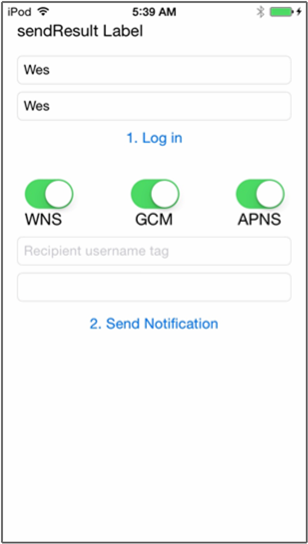 iPod 5:39 AM
sendResult Label
Wes
Wes
1. Log in
WNS GCM APNS
Recipient username tag
2. Send Notification